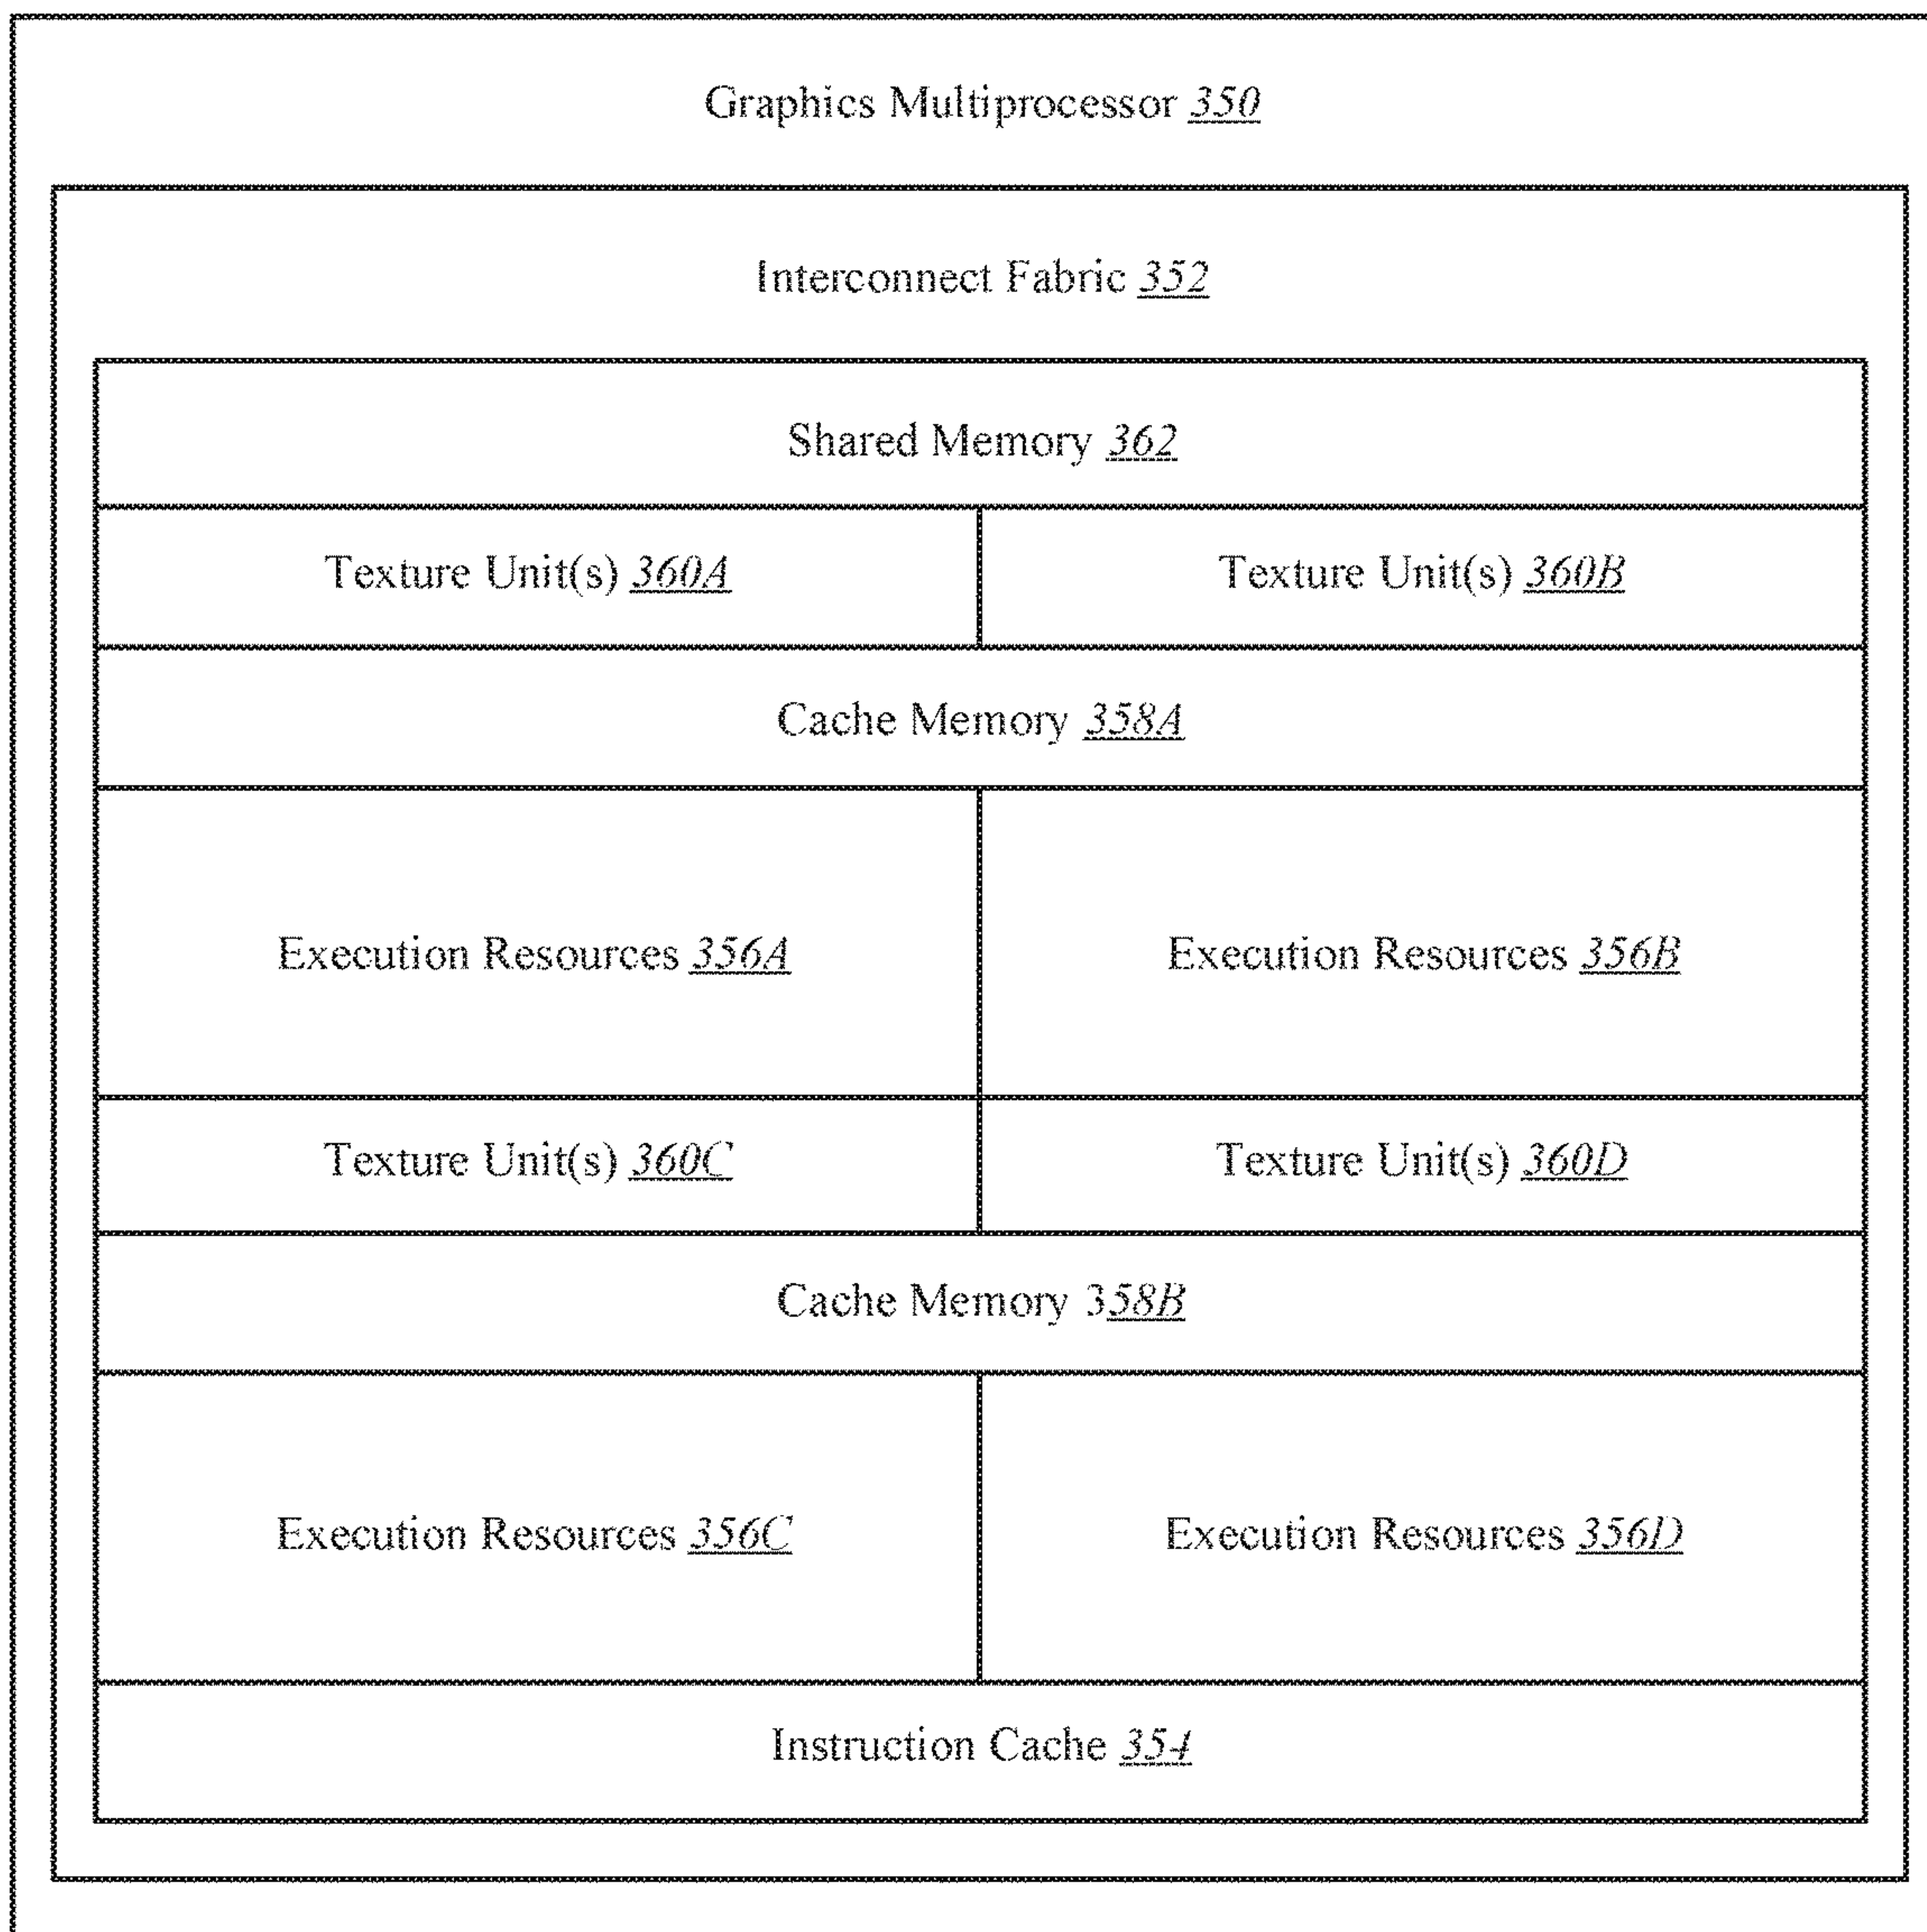 Graphics Multiprocessor 350
Interconnect Fabric 352
Shared Memory 362
Texture Unit(s) 360A
Texture Unit(s) 360B
Cache Memory 358A
Execution Resources 356A
Execution Resources 356B
Texture Unit(s) 360C
Texture Unit(s) 360D
Cache Memory 358B
Execution Resources 356C
Execution Resources 356D
Instruction Cache 354